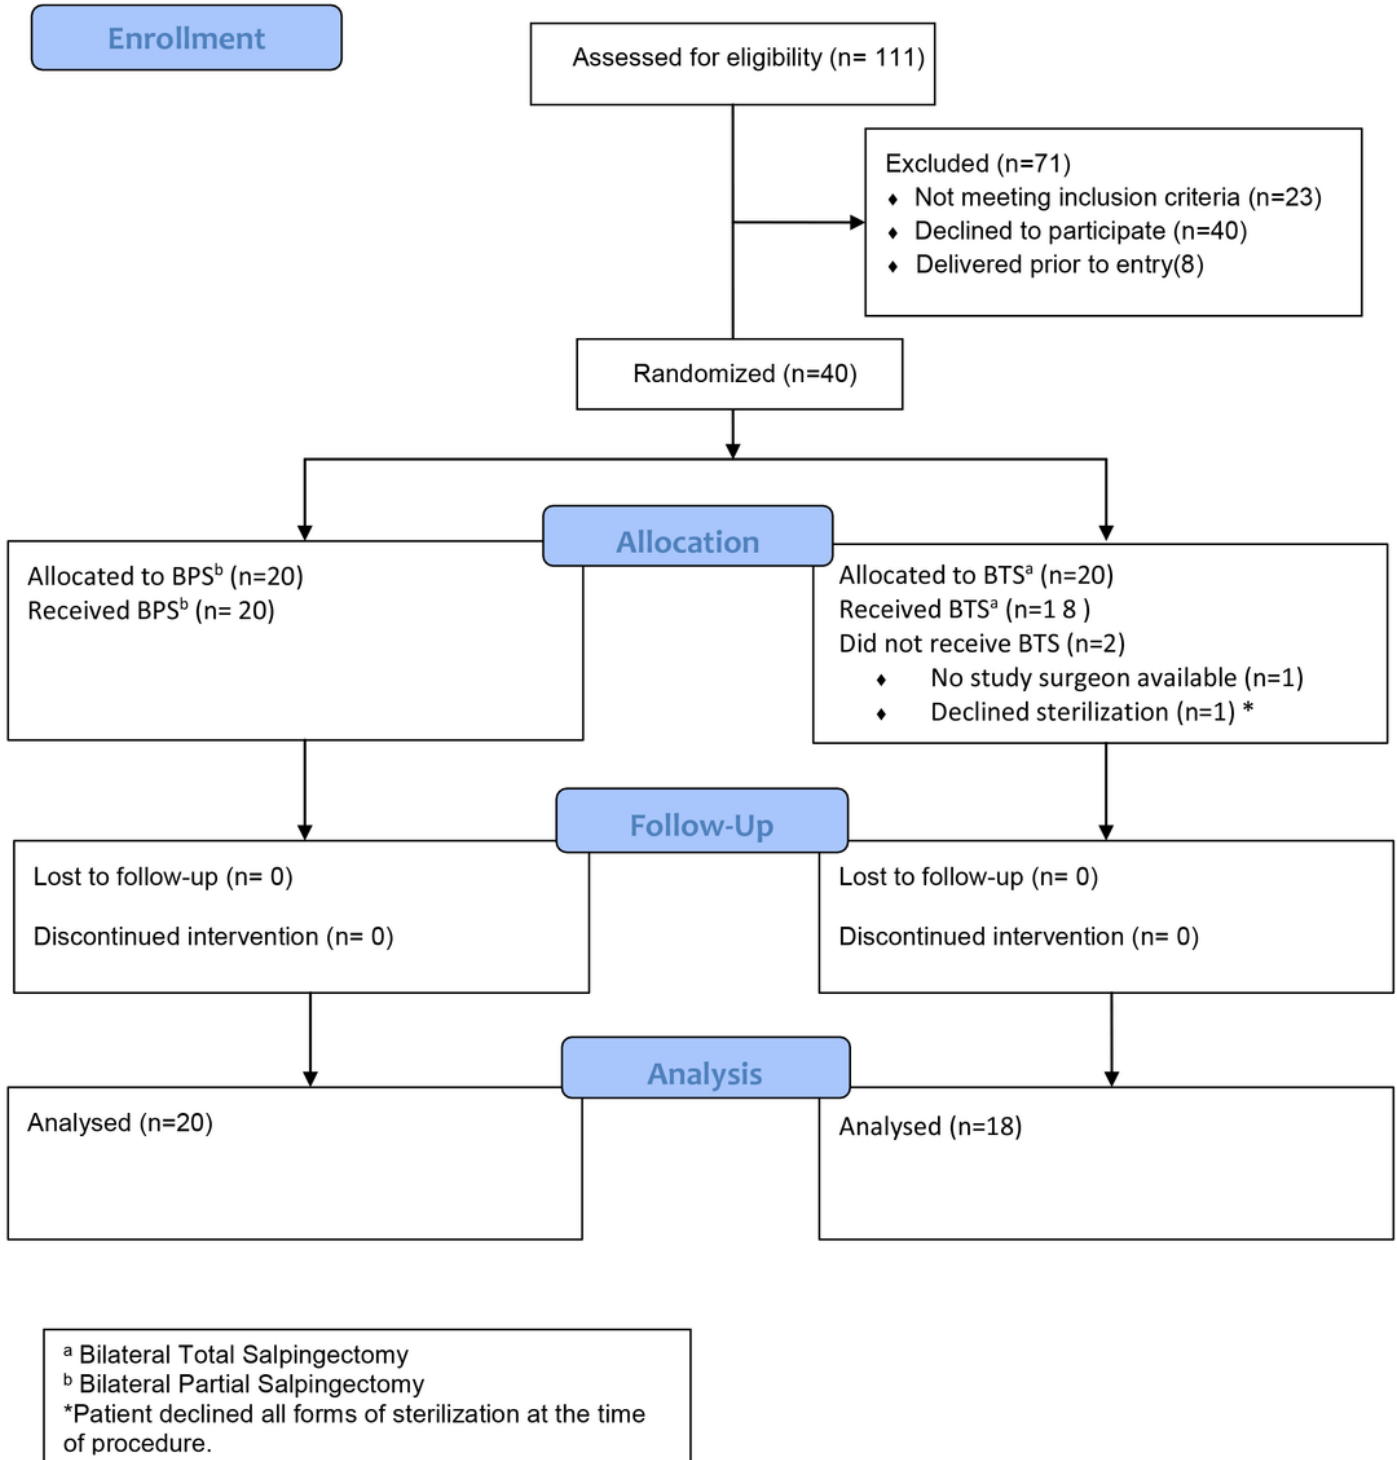 Enrollment
Assessed for eligibility (n= 111)
Excluded (n=71)
♦ Not meeting inclusion criteria (n=23)
♦ Declined to participate (n=40)
♦ Delivered prior to entry(8)
Randomized (n=40)
Allocation
Allocated to BPSᵇ (n=20)
Received BPSᵇ (n= 20)
Allocated to BTSᵃ (n=20)
Received BTSᵃ (n=1 8 )
Did not receive BTS (n=2)
♦ No study surgeon available (n=1)
♦ Declined sterilization (n=1) *
Follow-Up
Lost to follow-up (n= 0)
Discontinued intervention (n= 0)
Lost to follow-up (n= 0)
Discontinued intervention (n= 0)
Analysis
Analysed (n=20)
Analysed (n=18)
ᵃ Bilateral Total Salpingectomy
ᵇ Bilateral Partial Salpingectomy
*Patient declined all forms of sterilization at the time
of procedure.